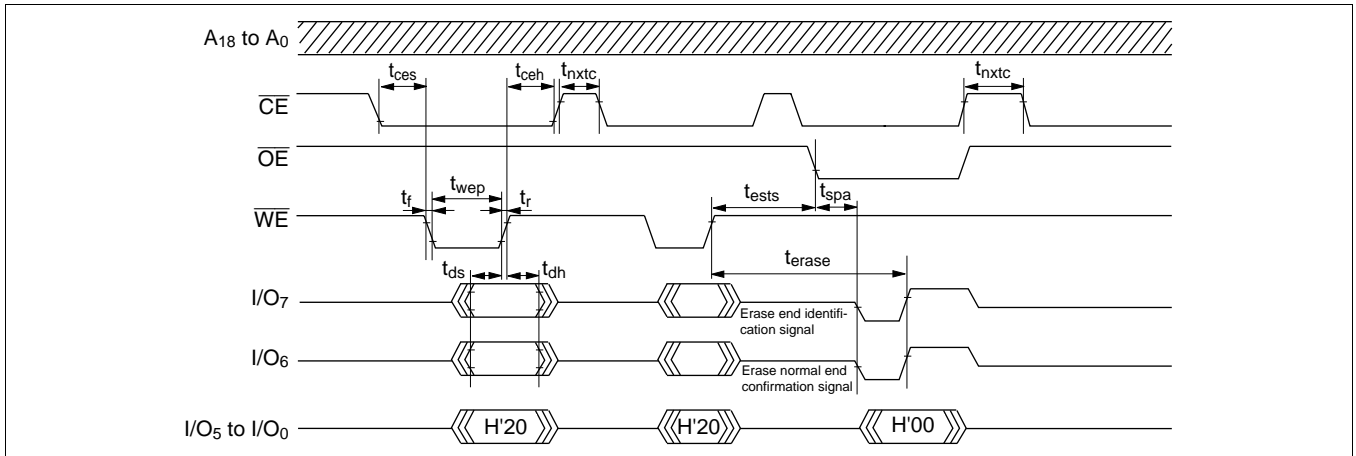 A18 to A0
tces
tceh
tnxtc
tnxtc
CE
OE
twep
tests
tspa
tf
tr
WE
tds
tdh
terase
I/O7
Erase end identifi-
cation signal
I/O6
Erase normal end
confirmation signal
I/O5 to I/O0
H'20
H'20
H'00